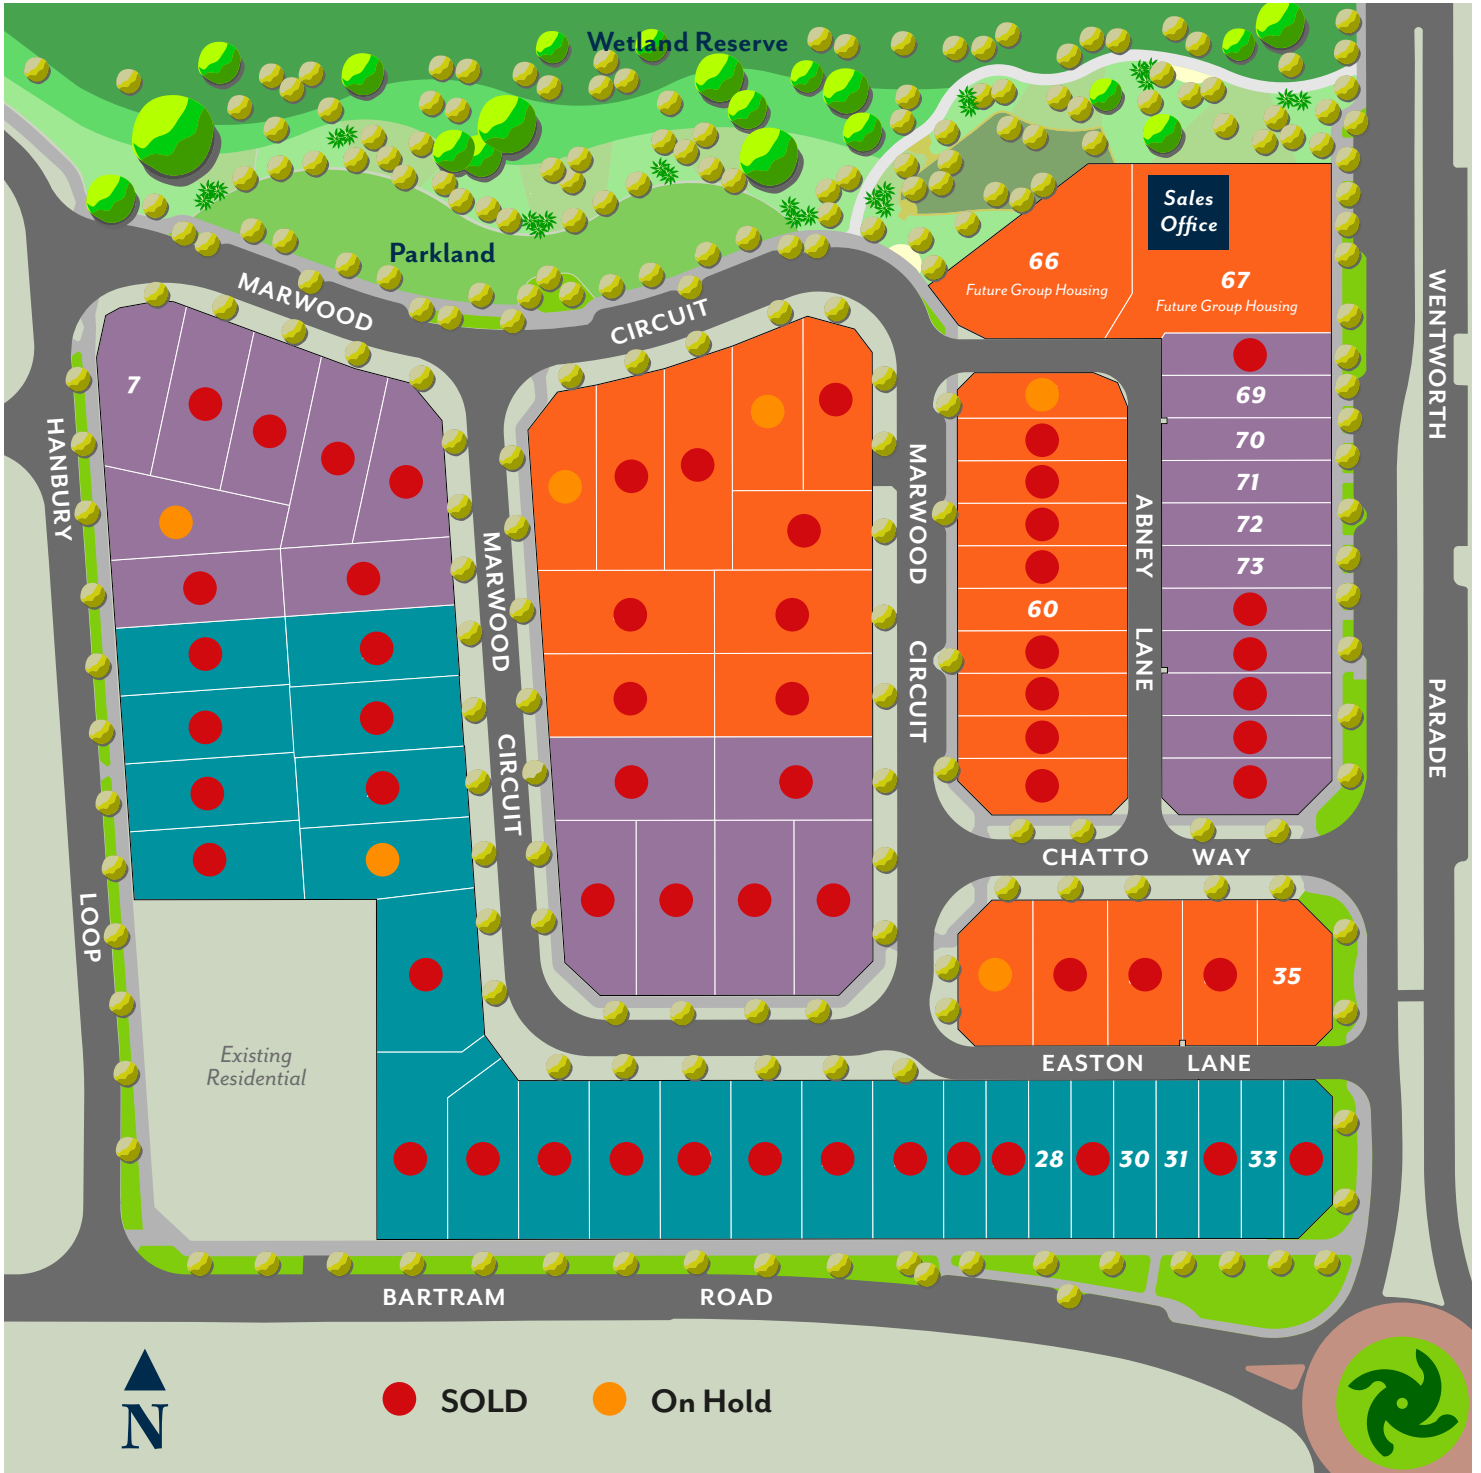 Wetland Reserve
Parkland
MARWOOD
CIRCUIT
Sales
Office
66
Future Group Housing
67
Future Group Housing
WENTWORTH
PARADE
7
HANBURY
LOOP
MARWOOD
CIRCUIT
MARWOOD
CIRCUIT
ABNEY
LANE
69
70
71
72
73
60
CHATTO WAY
35
EASTON LANE
Existing
Residential
28
30
31
33
BARTRAM ROAD
N
SOLD
On Hold